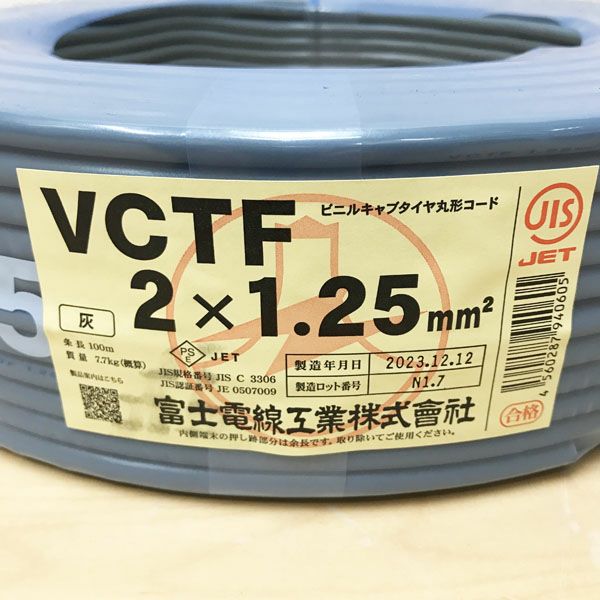 VCTF 1.25mm
VCTF
ビニルキャブタイヤ丸形コード
JIS
JET
2×1.25mm²
5
灰
条長 100m
質量 7.7kg(概算)
製品案内はこちら
PS
E
JET
JIS規格番号 JIS C 3306
JIS認証番号 JE 0507009
製造年月日 2023.12.12
製造ロット番号 N1.7
4560287940605
富士電線工業株式會社
合格
内側端末の押し跡部分は余長です。取り除いてご使用ください。